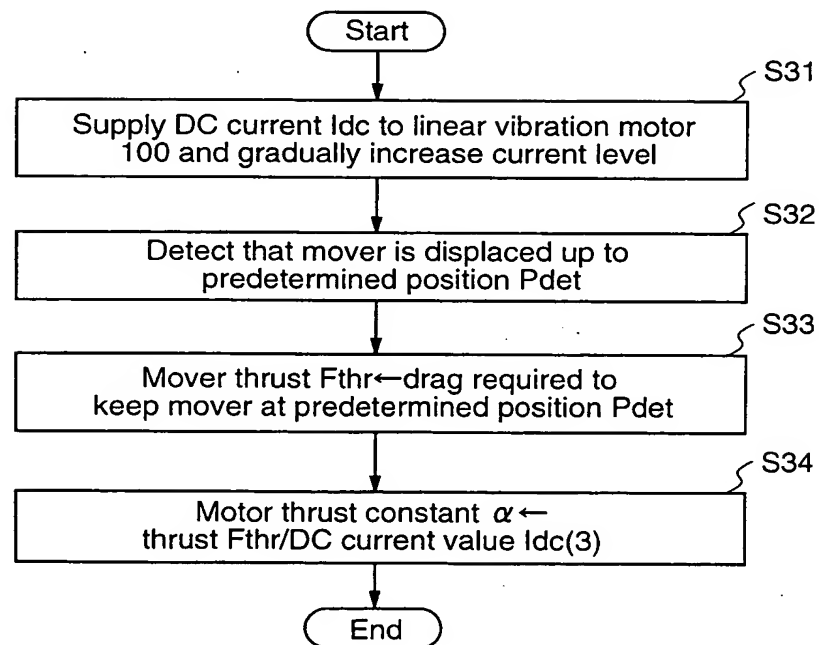 Start
S31
Supply DC current Idc to linear vibration motor
100 and gradually increase current level
S32
Detect that mover is displaced up to
predetermined position Pdet
S33
Mover thrust Fthr←drag required to
keep mover at predetermined position Pdet
S34
Motor thrust constant α←
thrust Fthr/DC current value Idc(3)
End